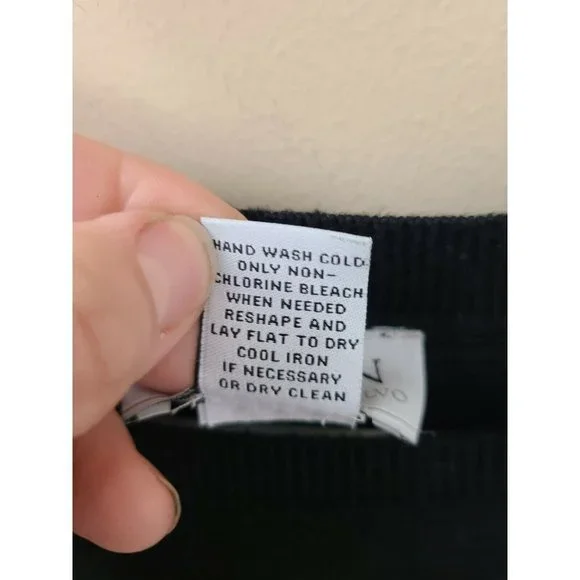 HAND WASH COLD
ONLY NON-
CHLORINE BLEACH
WHEN NEEDED
RESHAPE AND
LAY FLAT TO DRY
COOL IRON
IF NECESSARY
OR DRY CLEAN